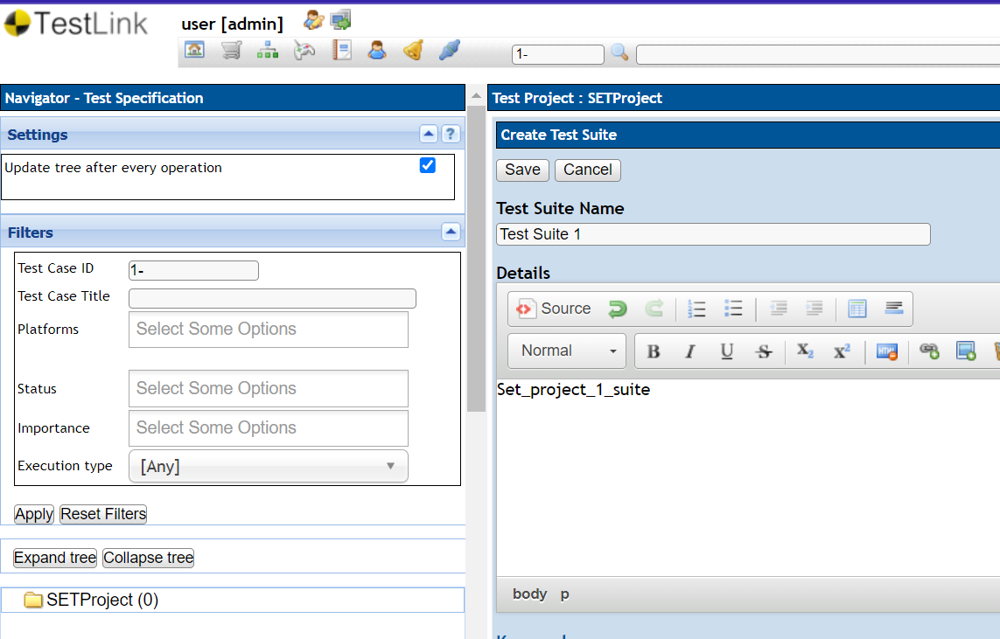 TestLink
user [admin]
1-
Navigator - Test Specification
Settings
?
Update tree after every operation
Filters
Test Case ID
1-
Test Case Title
Platforms
Select Some Options
Status
Select Some Options
Importance
Select Some Options
Execution type
[Any]
Apply Reset Filters
Expand tree Collapse tree
SETProject (0)
Test Project : SETProject
Create Test Suite
Save Cancel
Test Suite Name
Test Suite 1
Details
Source
Normal B I U S X2 X2
Set_project_1_suite
body p